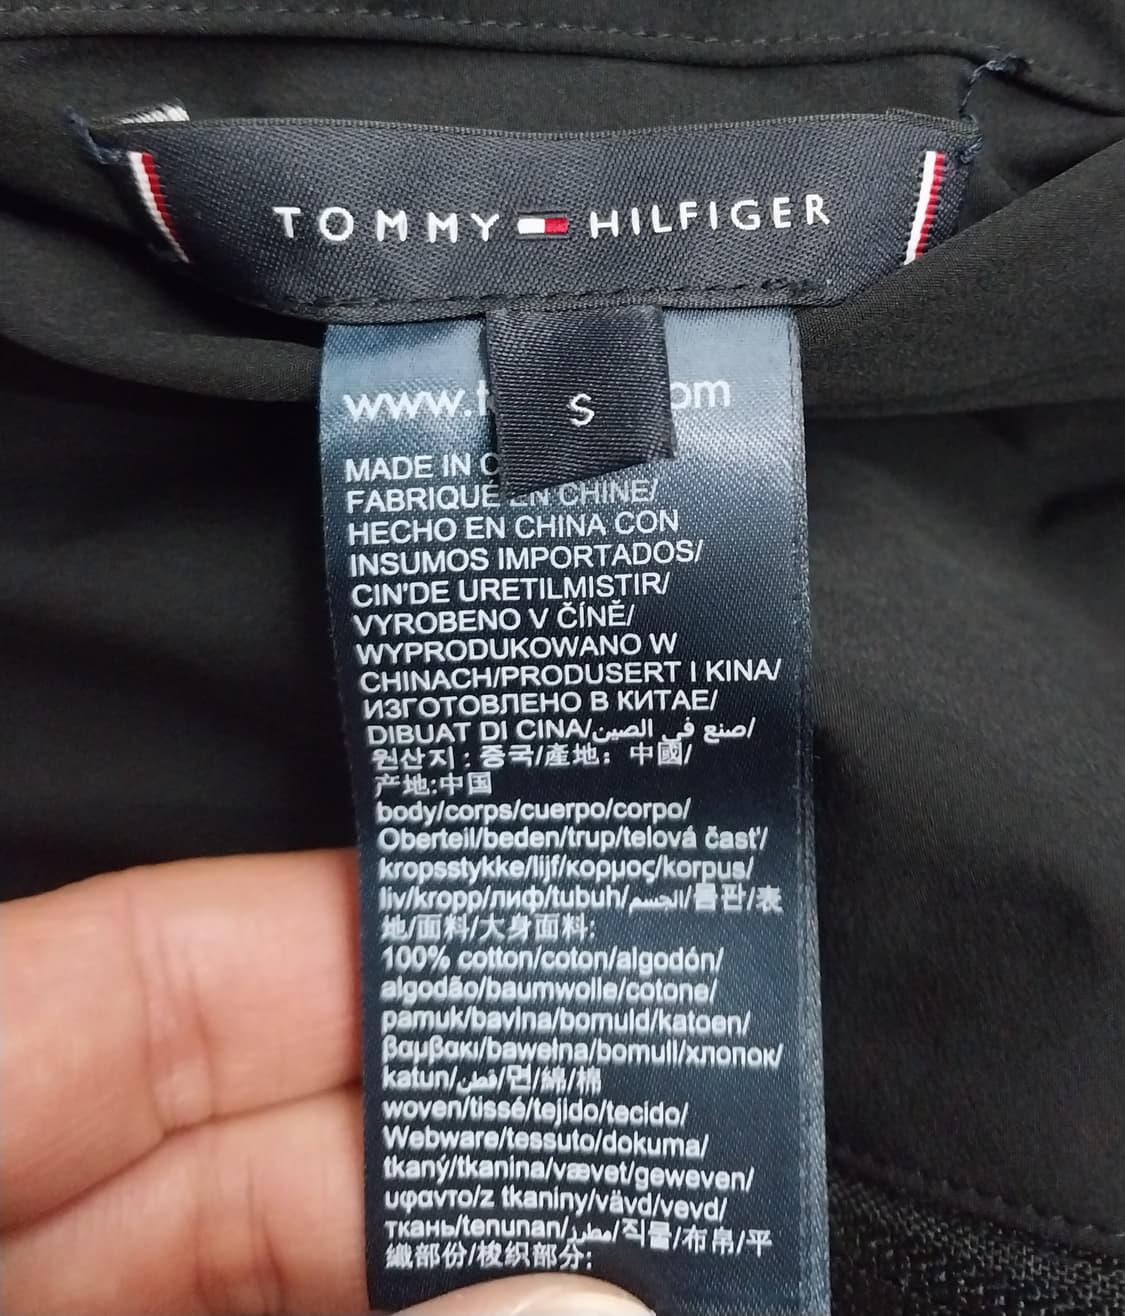 TOMMY HILFIGER
S
www.t om
MADE IN C
FABRIQUÉ EN CHINE/
HECHO EN CHINA CON
INSUMOS IMPORTADOS/
CIN'DE URETILMISTIR/
VYROBENO V ČÍNĚ/
WYPRODUKOWANO W
CHINACH/PRODUSERT I KINA/
ИЗГОТОВЛЕНО В КИТАЕ/
DIBUAT DI CINA/صنع في الصين/
원산지: 중국/產地: 中國/
产地:中国
body/corps/cuerpo/corpo/
Oberteil/beden/trup/telová časť/
kropsstykke/lijf/κορμος/korpus/
liv/kropp/лиф/tubuh/الجسم/몸판/表
地/面料/大身面料:
100% cotton/coton/algodón/
algodão/baumwolle/cotone/
pamuk/bavlna/bomuld/katoen/
βαμβακι/bawełna/bomull/хлопок/
katun/قطن/면/綿/棉
woven/tissé/tejido/tecido/
Webware/tessuto/dokuma/
tkaný/tkanina/vævet/geweven/
υφαντο/z tkaniny/vävd/vevd/
ткань/tenunan/ /직물/布帛/平
織部份/梭织部分: